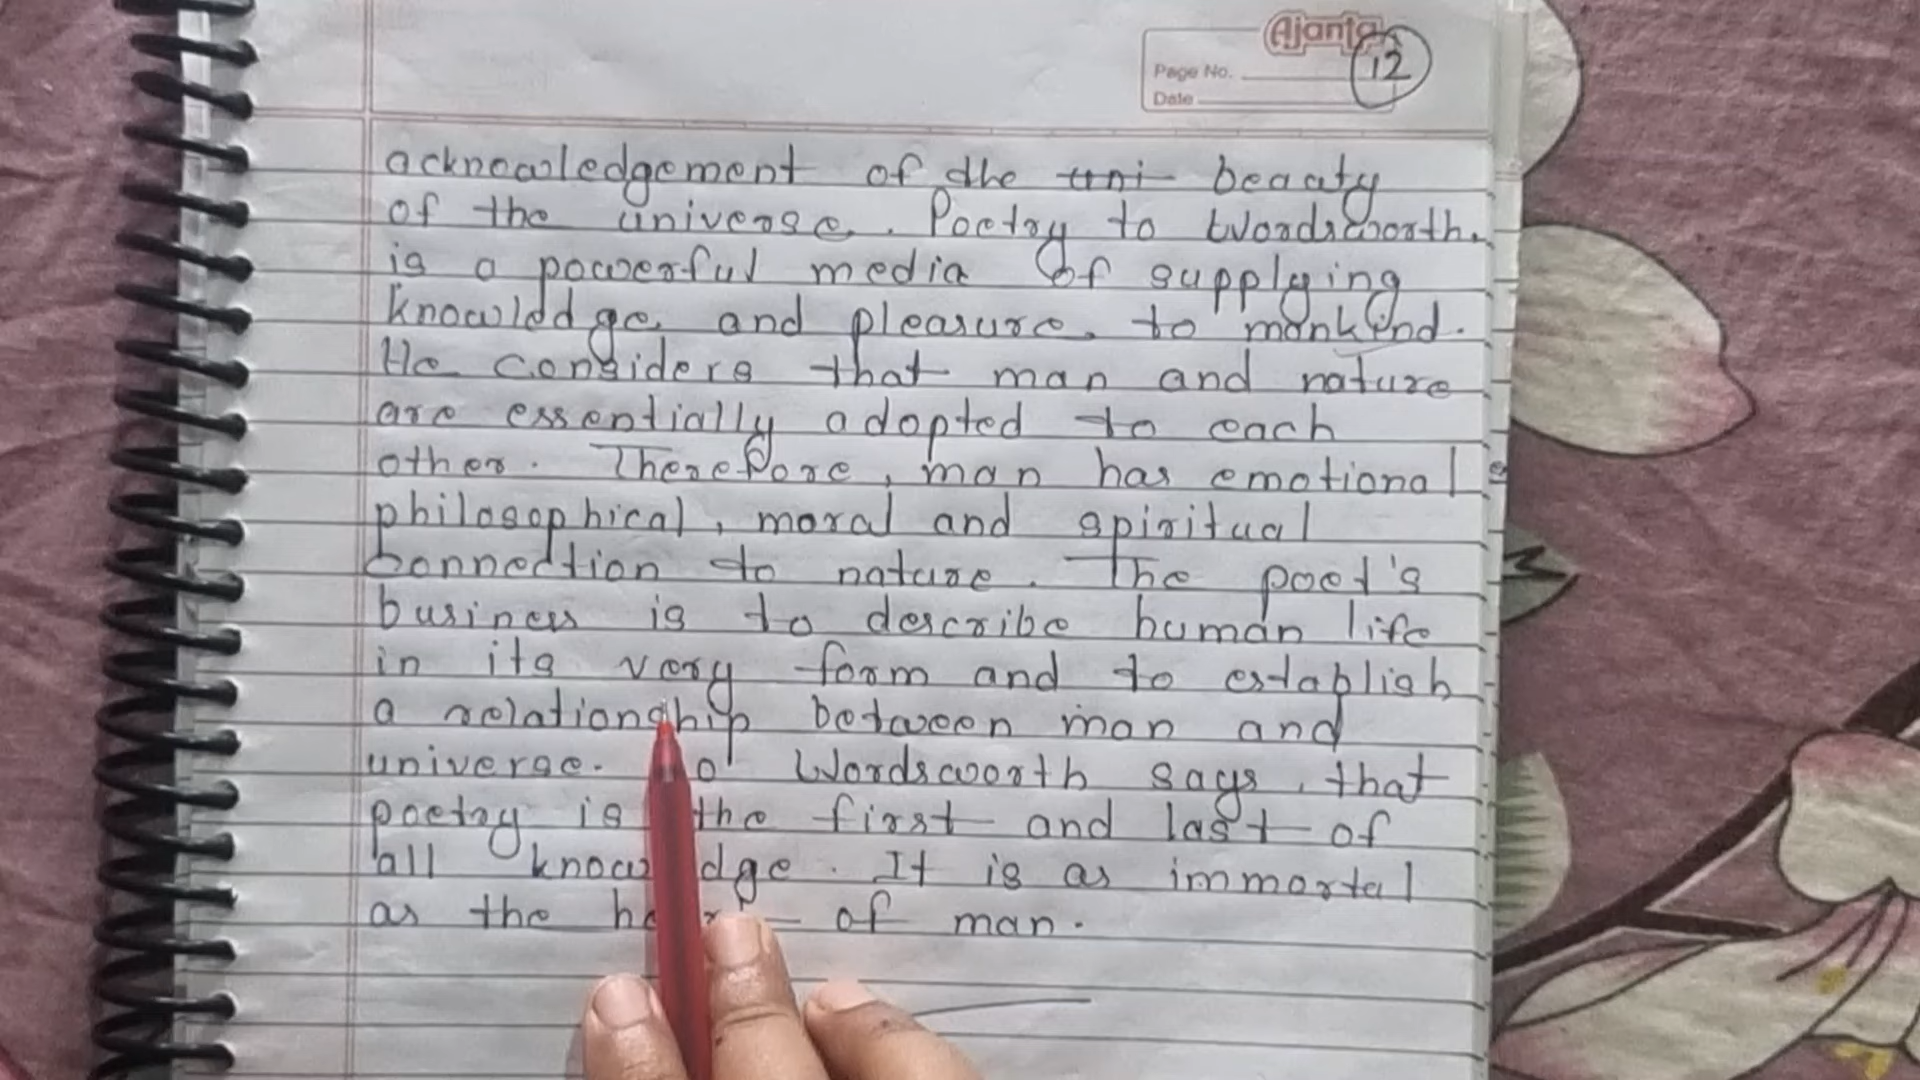 Ajanta
12
Page No.
Date
acknowledgement of the uni beauty
of the universe. Poetry to Wordsworth
is a powerful media of supplying
knowlddge and pleasure to mankind.
He considers that man and nature
are essentially adopted to each
other. Therefore, man has emotional
philosophical, moral and spiritual
connection to nature. The poet's
business is to describe human life
in its very form and to establish
a relationship between man and
universe. Wordsworth says, that
poetry is the first and last of
all knowledge. It is as immortal
as the of man.